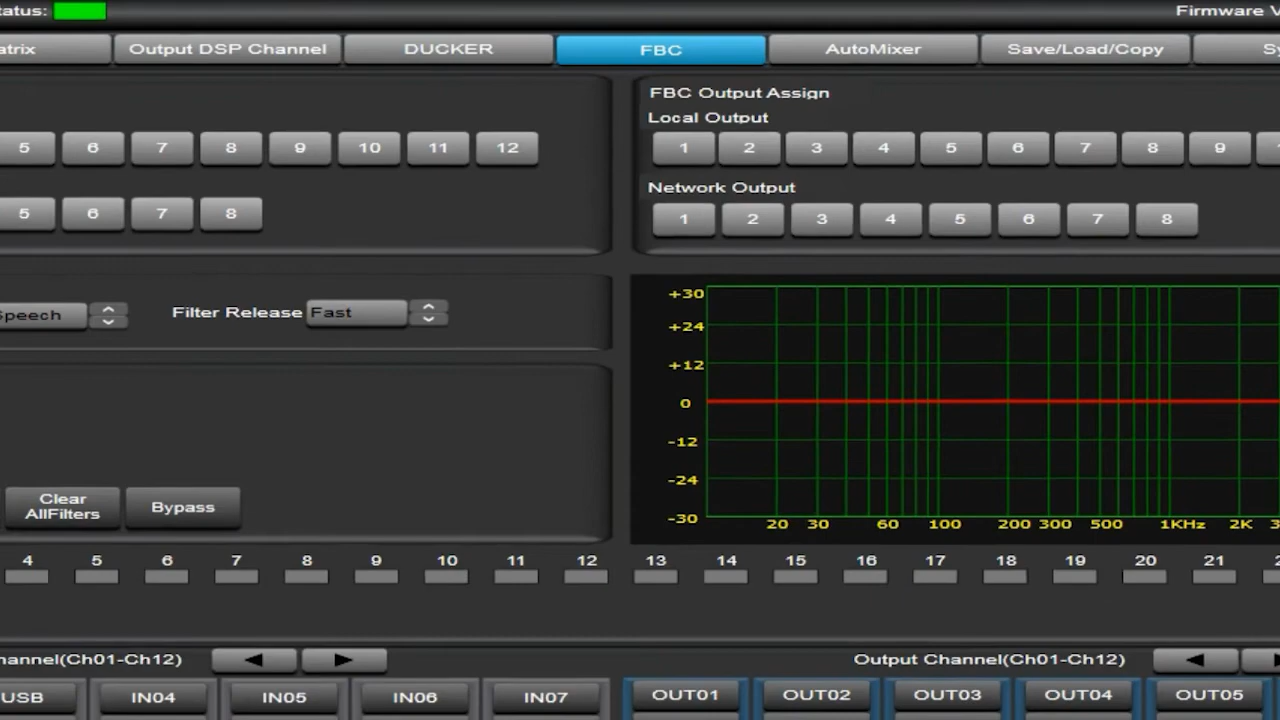 tatus:
Firmware V
atrix
Output DSP Channel
DUCKER
FBC
AutoMixer
Save/Load/Copy
Sy
FBC Output Assign
Local Output
5 6 7 8 9 10 11 12
1 2 3 4 5 6 7 8 9
Network Output
5 6 7 8
1 2 3 4 5 6 7 8
Speech
Filter Release Fast
+30
+24
+12
0
-12
-24
-30
20 30 60 100 200 300 500 1KHz 2K
Clear
AllFilters
Bypass
4 5 6 7 8 9 10 11 12 13 14 15 16 17 18 19 20 21
hannel(Ch01-Ch12)
Output Channel(Ch01-Ch12)
USB IN04 IN05 IN06 IN07 OUT01 OUT02 OUT03 OUT04 OUT05